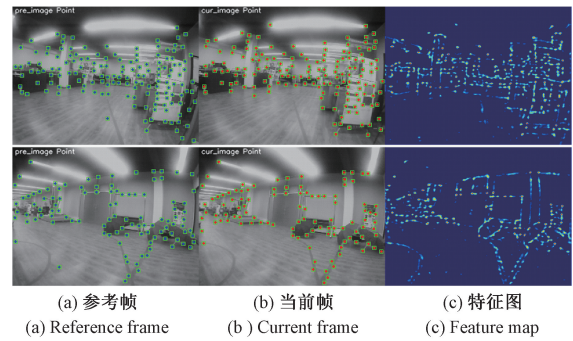 pre_image Point
cur_image Point
pre_image Point
cur_image Point
(a) 参考帧
(b) 当前帧
(c) 特征图
(a) Reference frame
(b ) Current frame
(c) Feature map